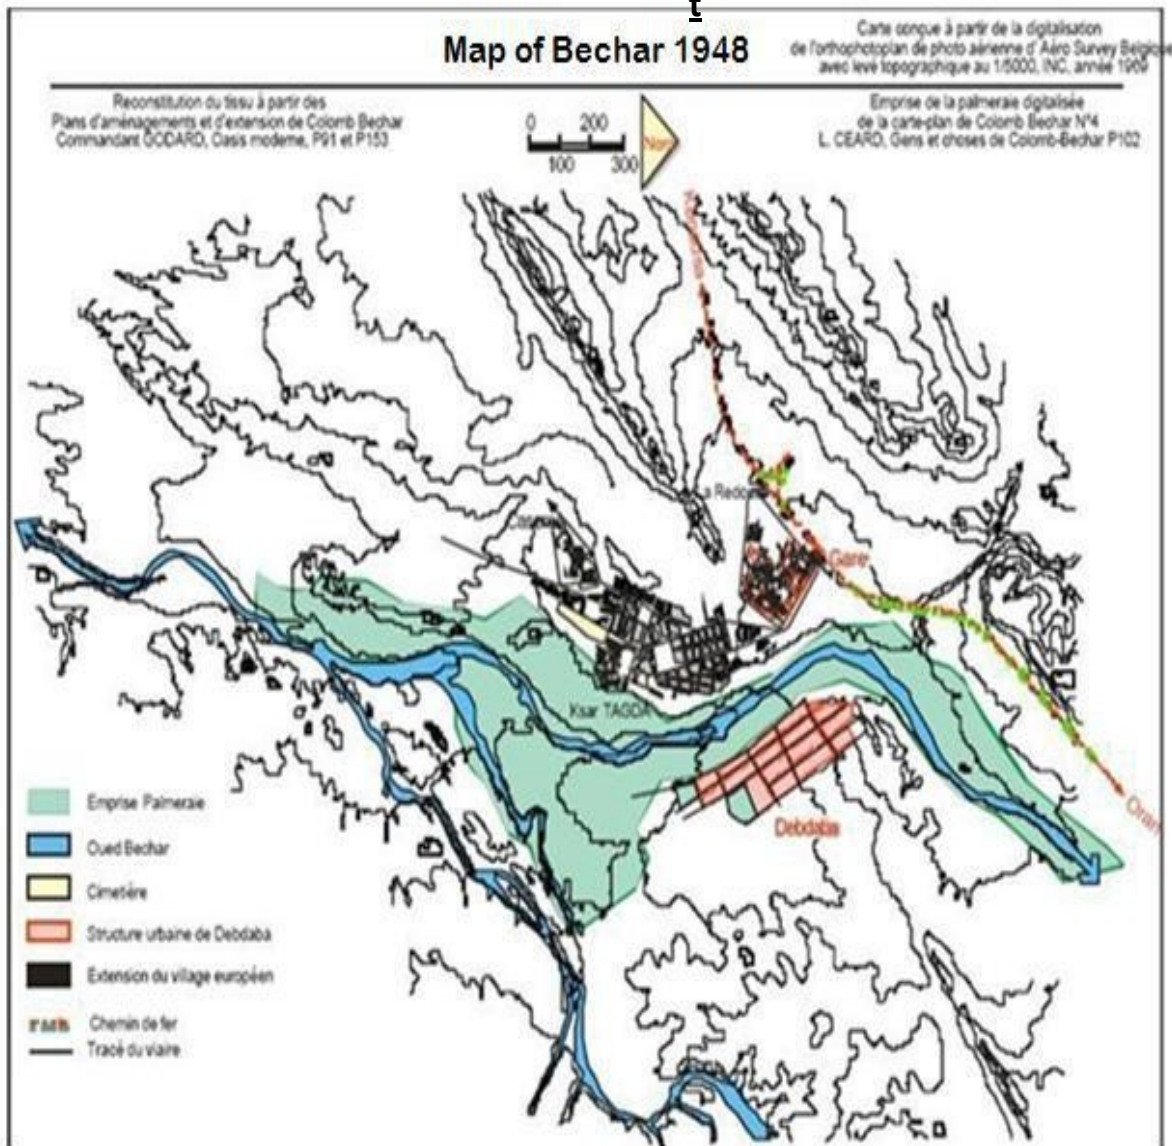 t
Map of Bechar 1948
Carte conçue à partir de la digitalisation
de l'orthophotoplan de photo aérienne d' Aéro Survey Belgique
avec levé topographique au 1/5000, INC, année 1969
Reconstitution du tissu à partir des
Plans d'aménagements et d'extension de Colomb Bechar
Commandant GODARD, Oasis moderne, P91 et P153
0 200
100 300
Nord
Emprise de la palmeraie digitalisée
de la carte-plan de Colomb Bechar N°4
L. CEARD, Gens et choses de Colomb-Bechar P102
La Redoute
Gare
Ksar TAGDA
Debdaba
Oran
Emprise Palmeraie
Oued Bechar
Cimetière
Structure urbaine de Debdaba
Extension du village européen
Chemin de fer
Tracé du viaire